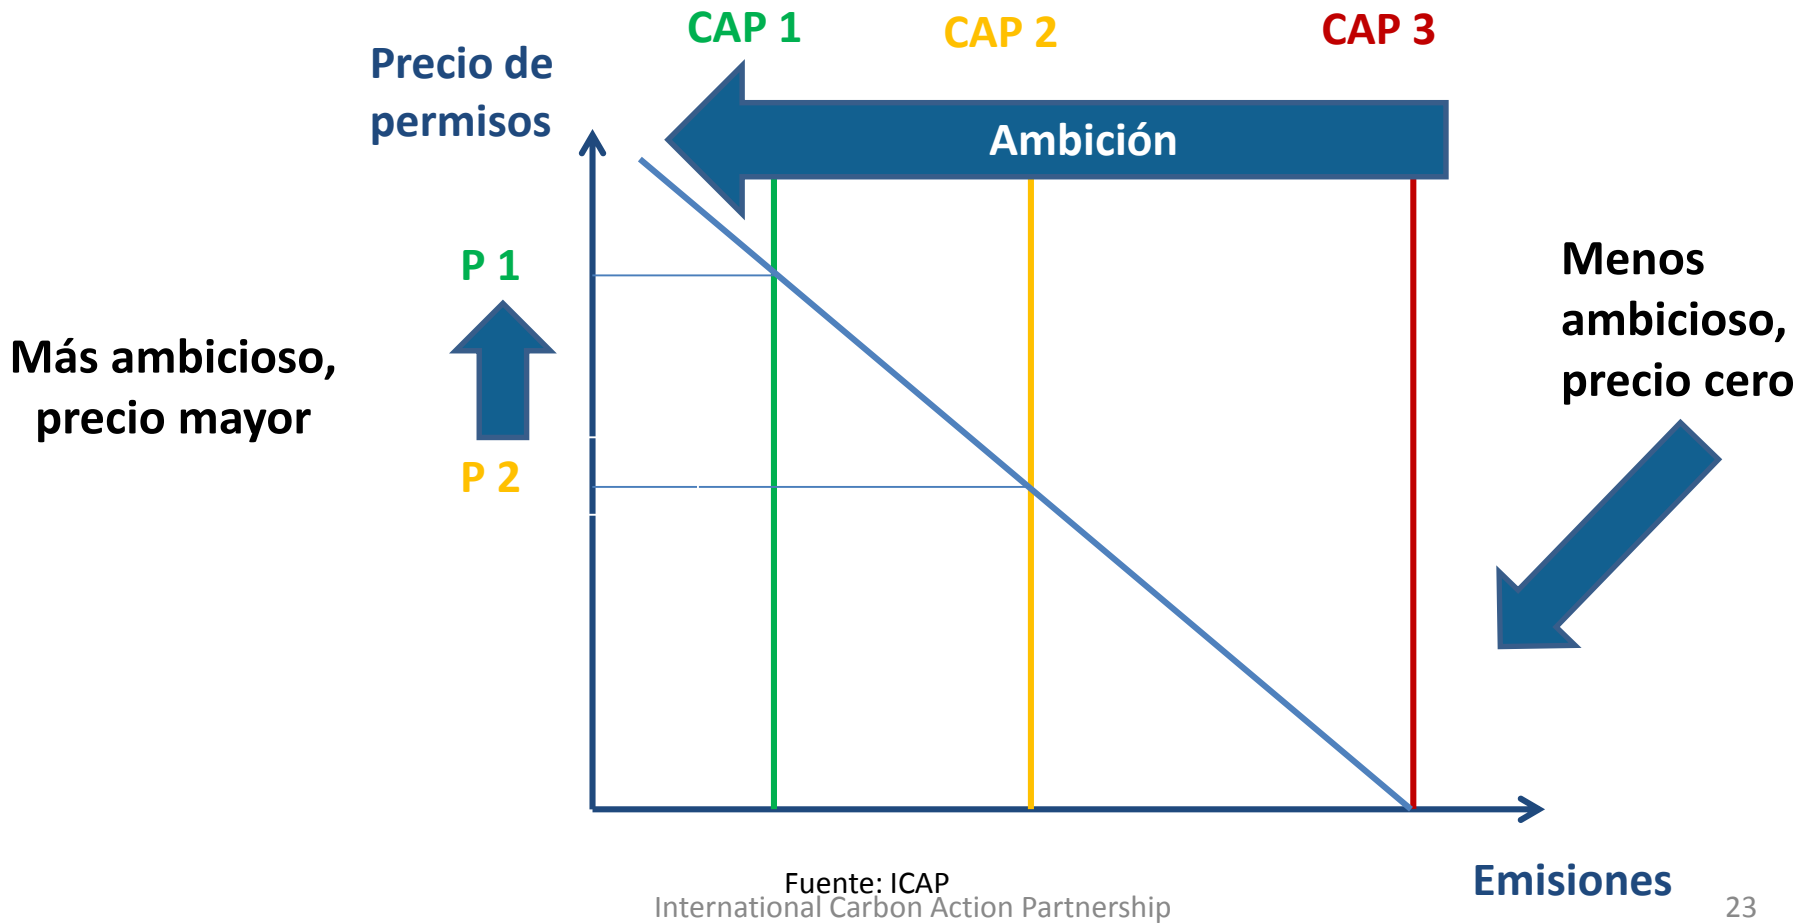 CAP 1
CAP 2
CAP 3
Precio de
permisos
Ambición
P 1
Más ambicioso,
precio mayor
P 2
Menos
ambicioso,
precio cero
Emisiones
Fuente: ICAP
International Carbon Action Partnership
23